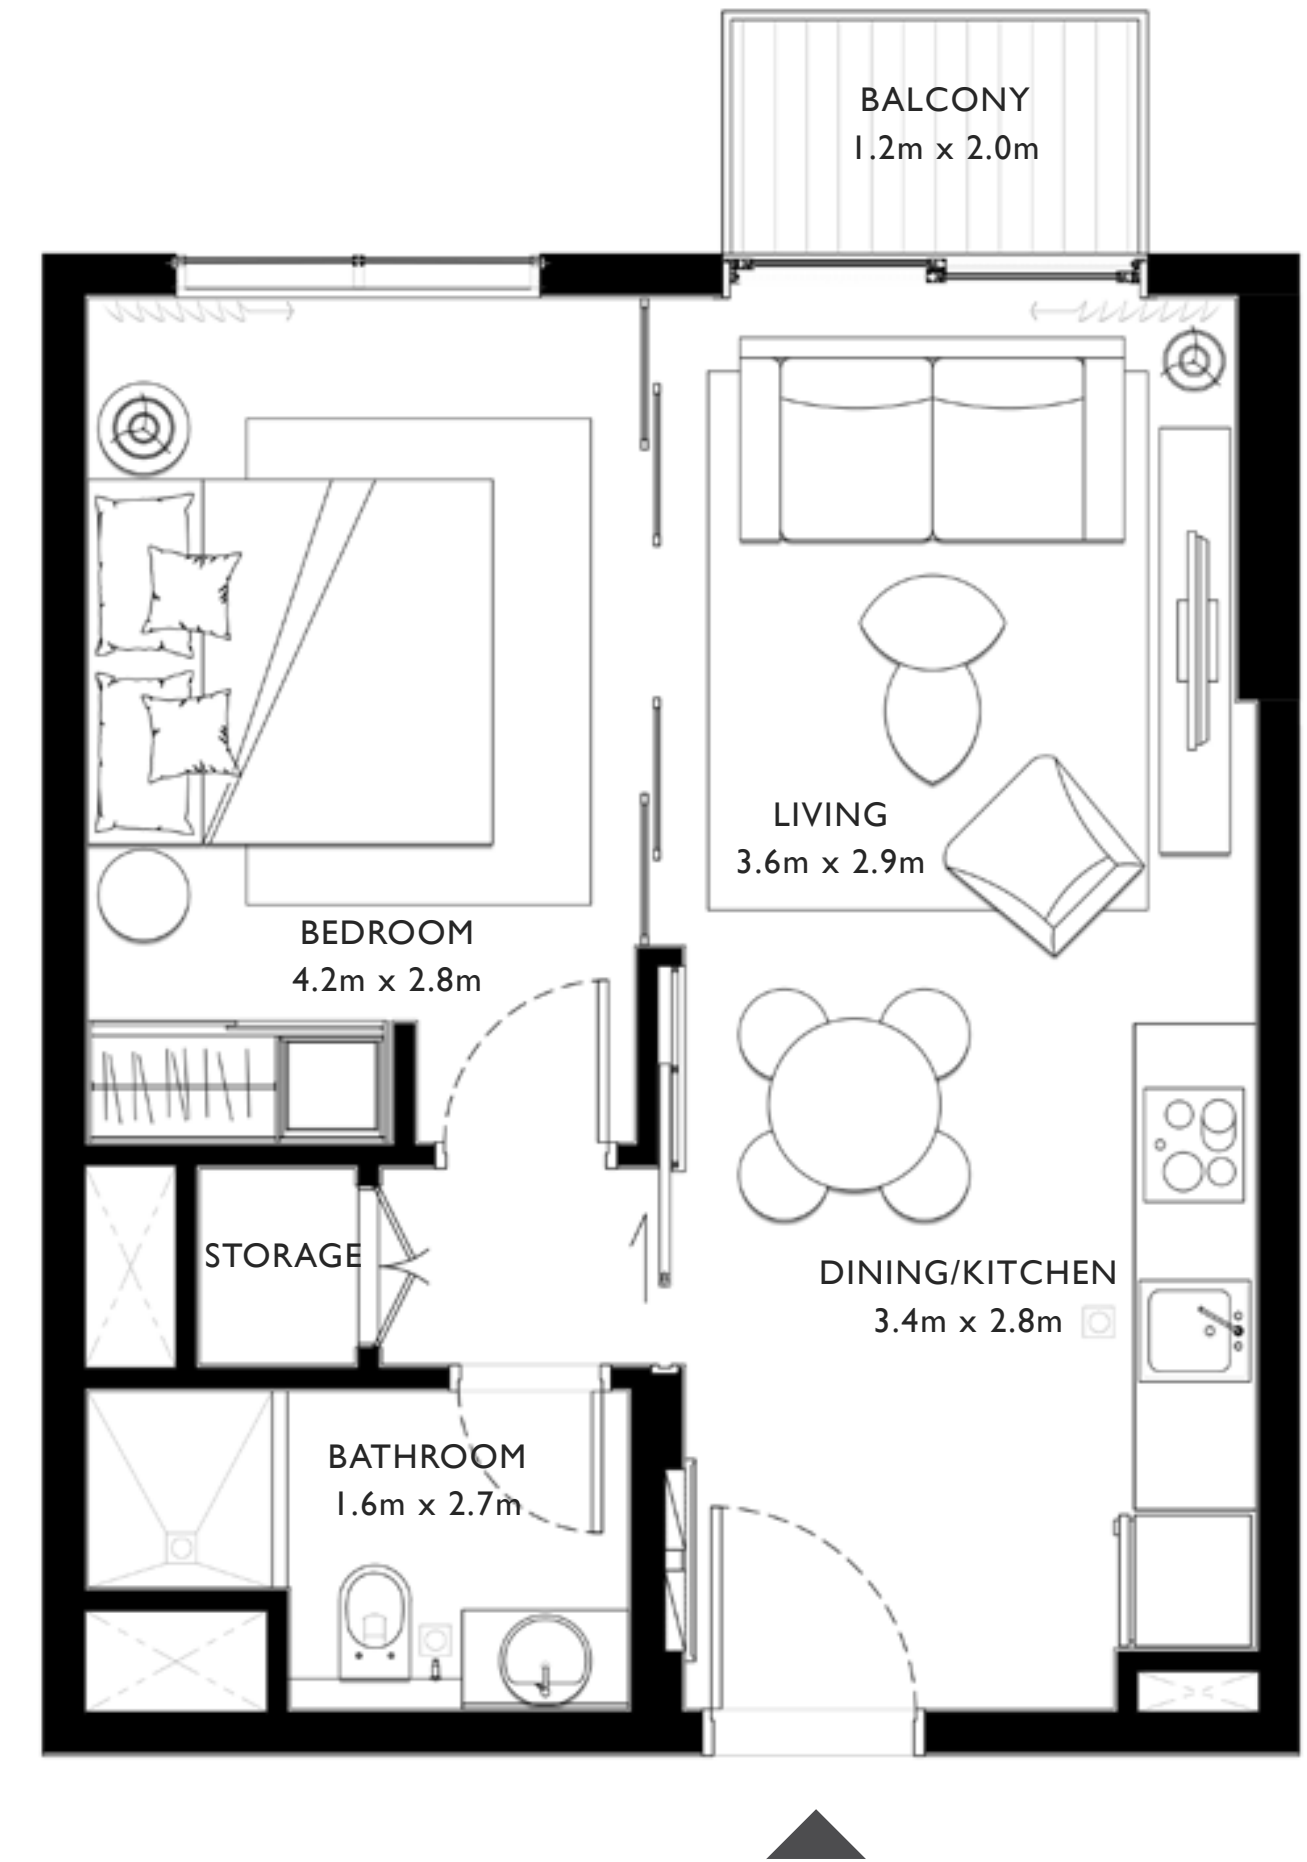 BALCONY
1.2m x 2.0m
LIVING
3.6m x 2.9m
BEDROOM
4.2m x 2.8m
STORAGE
DINING/KITCHEN
3.4m x 2.8m
BATHROOM
1.6m x 2.7m